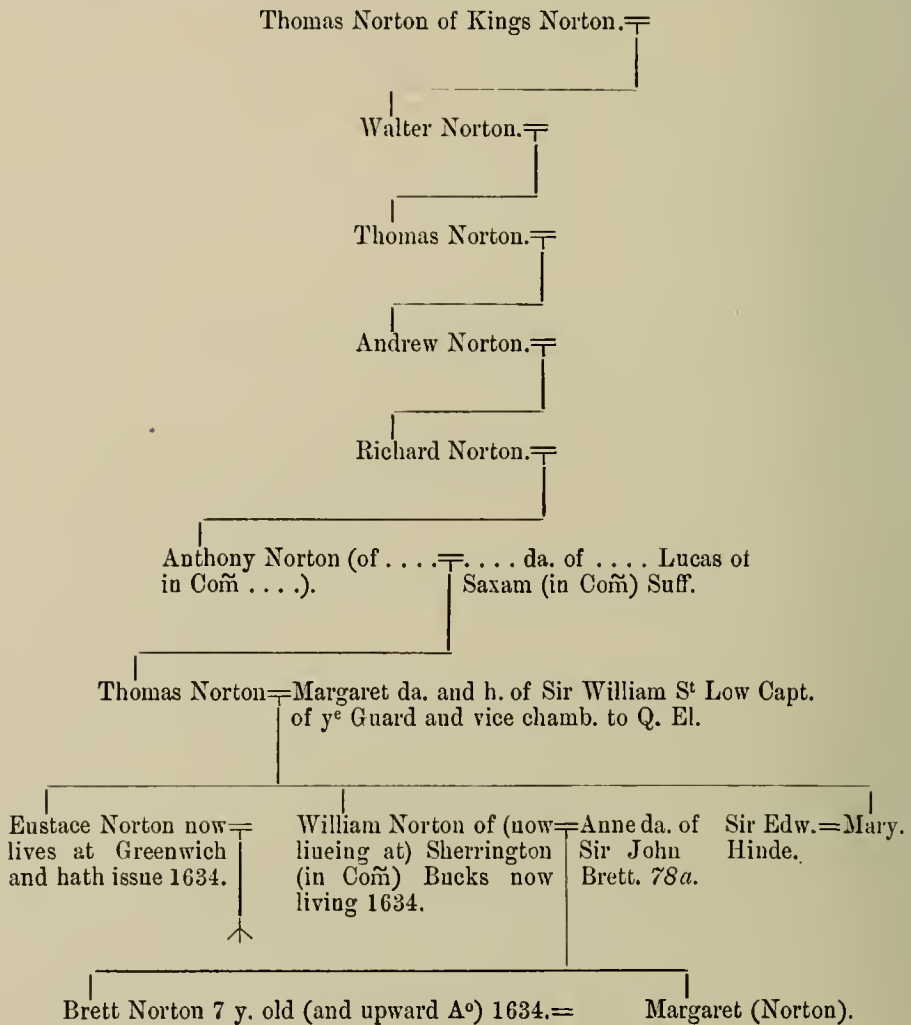 Thomas Norton of Kings Norton.=
Walter Norton.=
Thomas Norton.=
Andrew Norton.=
Richard Norton.=
Anthony Norton (of . . . .=. . . . da. of . . . . Lucas of
in Com̃ . . . .). Saxam (in Com̃) Suff.
Thomas Norton=Margaret da. and h. of Sir William Sᵗ Low Capt.
of yᵉ Guard and vice chamb. to Q. El.
Eustace Norton now=
lives at Greenwich
and hath issue 1634.
William Norton of (now=
liueing at) Sherrington
(in Com̃) Bucks now
living 1634.
Anne da. of
Sir John
Brett. 78a.
Sir Edw.=Mary.
Hinde.
Brett Norton 7 y. old (and upward Aᵒ) 1634.= Margaret (Norton).